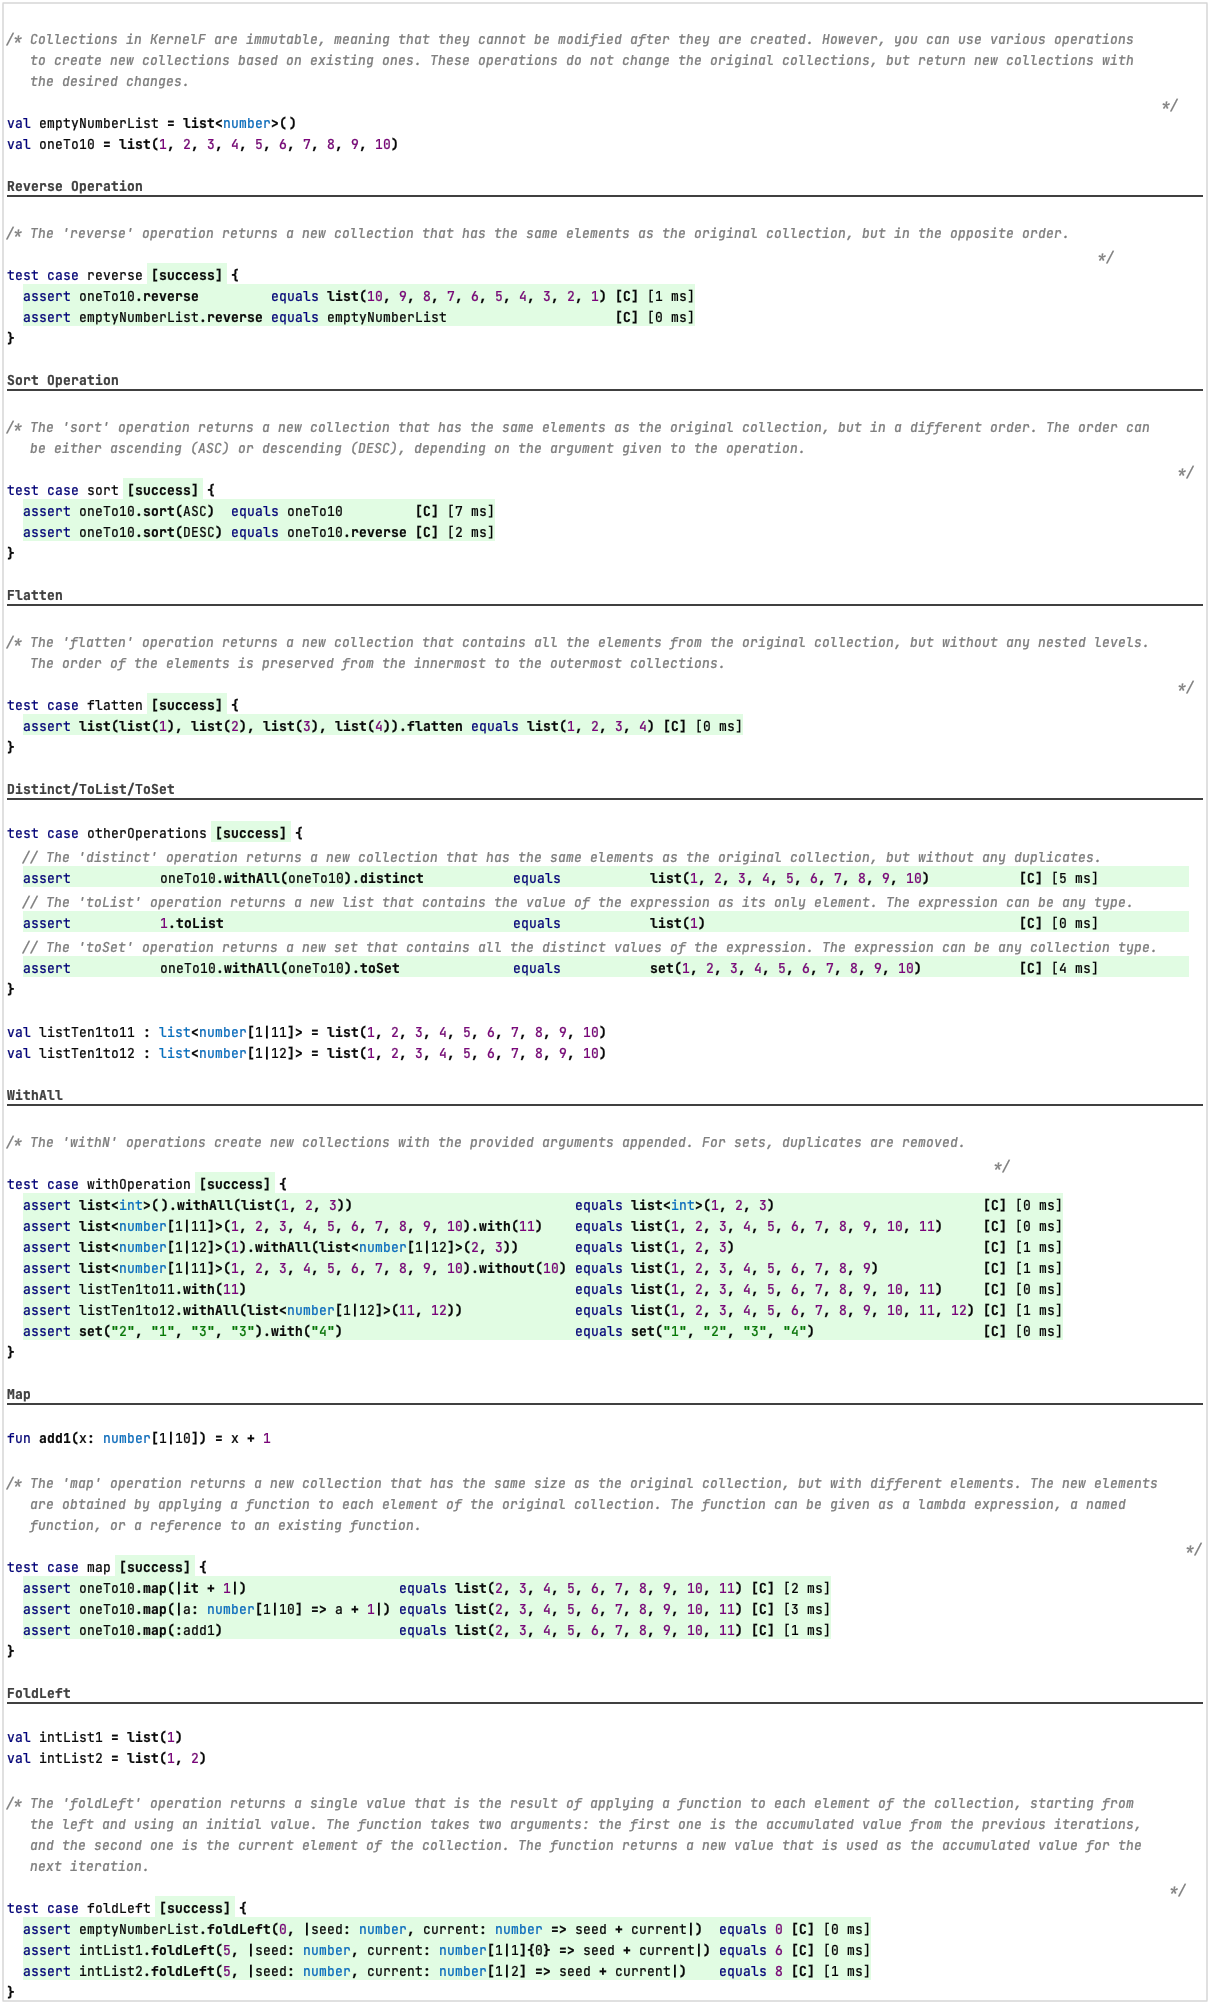 /* Collections in KernelF are immutable, meaning that they cannot be modified after they are created. However, you can use various operations
to create new collections based on existing ones. These operations do not change the original collections, but return new collections with
the desired changes.
*/
val emptyNumberList = list<number>()
val oneTo10 = list(1, 2, 3, 4, 5, 6, 7, 8, 9, 10)
Reverse Operation
/* The 'reverse' operation returns a new collection that has the same elements as the original collection, but in the opposite order.
*/
test case reverse [success] {
assert oneTo10.reverse equals list(10, 9, 8, 7, 6, 5, 4, 3, 2, 1) [C] [1 ms]
assert emptyNumberList.reverse equals emptyNumberList [C] [0 ms]
}
Sort Operation
/* The 'sort' operation returns a new collection that has the same elements as the original collection, but in a different order. The order can
be either ascending (ASC) or descending (DESC), depending on the argument given to the operation.
*/
test case sort [success] {
assert oneTo10.sort(ASC) equals oneTo10 [C] [7 ms]
assert oneTo10.sort(DESC) equals oneTo10.reverse [C] [2 ms]
}
Flatten
/* The 'flatten' operation returns a new collection that contains all the elements from the original collection, but without any nested levels.
The order of the elements is preserved from the innermost to the outermost collections.
*/
test case flatten [success] {
assert list(list(1), list(2), list(3), list(4)).flatten equals list(1, 2, 3, 4) [C] [0 ms]
}
Distinct/ToList/ToSet
test case otherOperations [success] {
// The 'distinct' operation returns a new collection that has the same elements as the original collection, but without any duplicates.
assert oneTo10.withAll(oneTo10).distinct equals list(1, 2, 3, 4, 5, 6, 7, 8, 9, 10) [C] [5 ms]
// The 'toList' operation returns a new list that contains the value of the expression as its only element. The expression can be any type.
assert 1.toList equals list(1) [C] [0 ms]
// The 'toSet' operation returns a new set that contains all the distinct values of the expression. The expression can be any collection type.
assert oneTo10.withAll(oneTo10).toSet equals set(1, 2, 3, 4, 5, 6, 7, 8, 9, 10) [C] [4 ms]
}
val listTen1to11 : list<number[1|11]> = list(1, 2, 3, 4, 5, 6, 7, 8, 9, 10)
val listTen1to12 : list<number[1|12]> = list(1, 2, 3, 4, 5, 6, 7, 8, 9, 10)
WithAll
/* The 'withN' operations create new collections with the provided arguments appended. For sets, duplicates are removed.
*/
test case withOperation [success] {
assert list<int>().withAll(list(1, 2, 3)) equals list<int>(1, 2, 3) [C] [0 ms]
assert list<number[1|11]>(1, 2, 3, 4, 5, 6, 7, 8, 9, 10).with(11) equals list(1, 2, 3, 4, 5, 6, 7, 8, 9, 10, 11) [C] [0 ms]
assert list<number[1|12]>(1).withAll(list<number[1|12]>(2, 3)) equals list(1, 2, 3) [C] [1 ms]
assert list<number[1|11]>(1, 2, 3, 4, 5, 6, 7, 8, 9, 10).without(10) equals list(1, 2, 3, 4, 5, 6, 7, 8, 9) [C] [1 ms]
assert listTen1to11.with(11) equals list(1, 2, 3, 4, 5, 6, 7, 8, 9, 10, 11) [C] [0 ms]
assert listTen1to12.withAll(list<number[1|12]>(11, 12)) equals list(1, 2, 3, 4, 5, 6, 7, 8, 9, 10, 11, 12) [C] [1 ms]
assert set("2", "1", "3", "3").with("4") equals set("1", "2", "3", "4") [C] [0 ms]
}
Map
fun add1(x: number[1|10]) = x + 1
/* The 'map' operation returns a new collection that has the same size as the original collection, but with different elements. The new elements
are obtained by applying a function to each element of the original collection. The function can be given as a lambda expression, a named
function, or a reference to an existing function.
*/
test case map [success] {
assert oneTo10.map(|it + 1|) equals list(2, 3, 4, 5, 6, 7, 8, 9, 10, 11) [C] [2 ms]
assert oneTo10.map(|a: number[1|10] => a + 1|) equals list(2, 3, 4, 5, 6, 7, 8, 9, 10, 11) [C] [3 ms]
assert oneTo10.map(:add1) equals list(2, 3, 4, 5, 6, 7, 8, 9, 10, 11) [C] [1 ms]
}
FoldLeft
val intList1 = list(1)
val intList2 = list(1, 2)
/* The 'foldLeft' operation returns a single value that is the result of applying a function to each element of the collection, starting from
the left and using an initial value. The function takes two arguments: the first one is the accumulated value from the previous iterations,
and the second one is the current element of the collection. The function returns a new value that is used as the accumulated value for the
next iteration.
*/
test case foldLeft [success] {
assert emptyNumberList.foldLeft(0, |seed: number, current: number => seed + current|) equals 0 [C] [0 ms]
assert intList1.foldLeft(5, |seed: number, current: number[1|1]{0} => seed + current|) equals 6 [C] [0 ms]
assert intList2.foldLeft(5, |seed: number, current: number[1|2] => seed + current|) equals 8 [C] [1 ms]
}